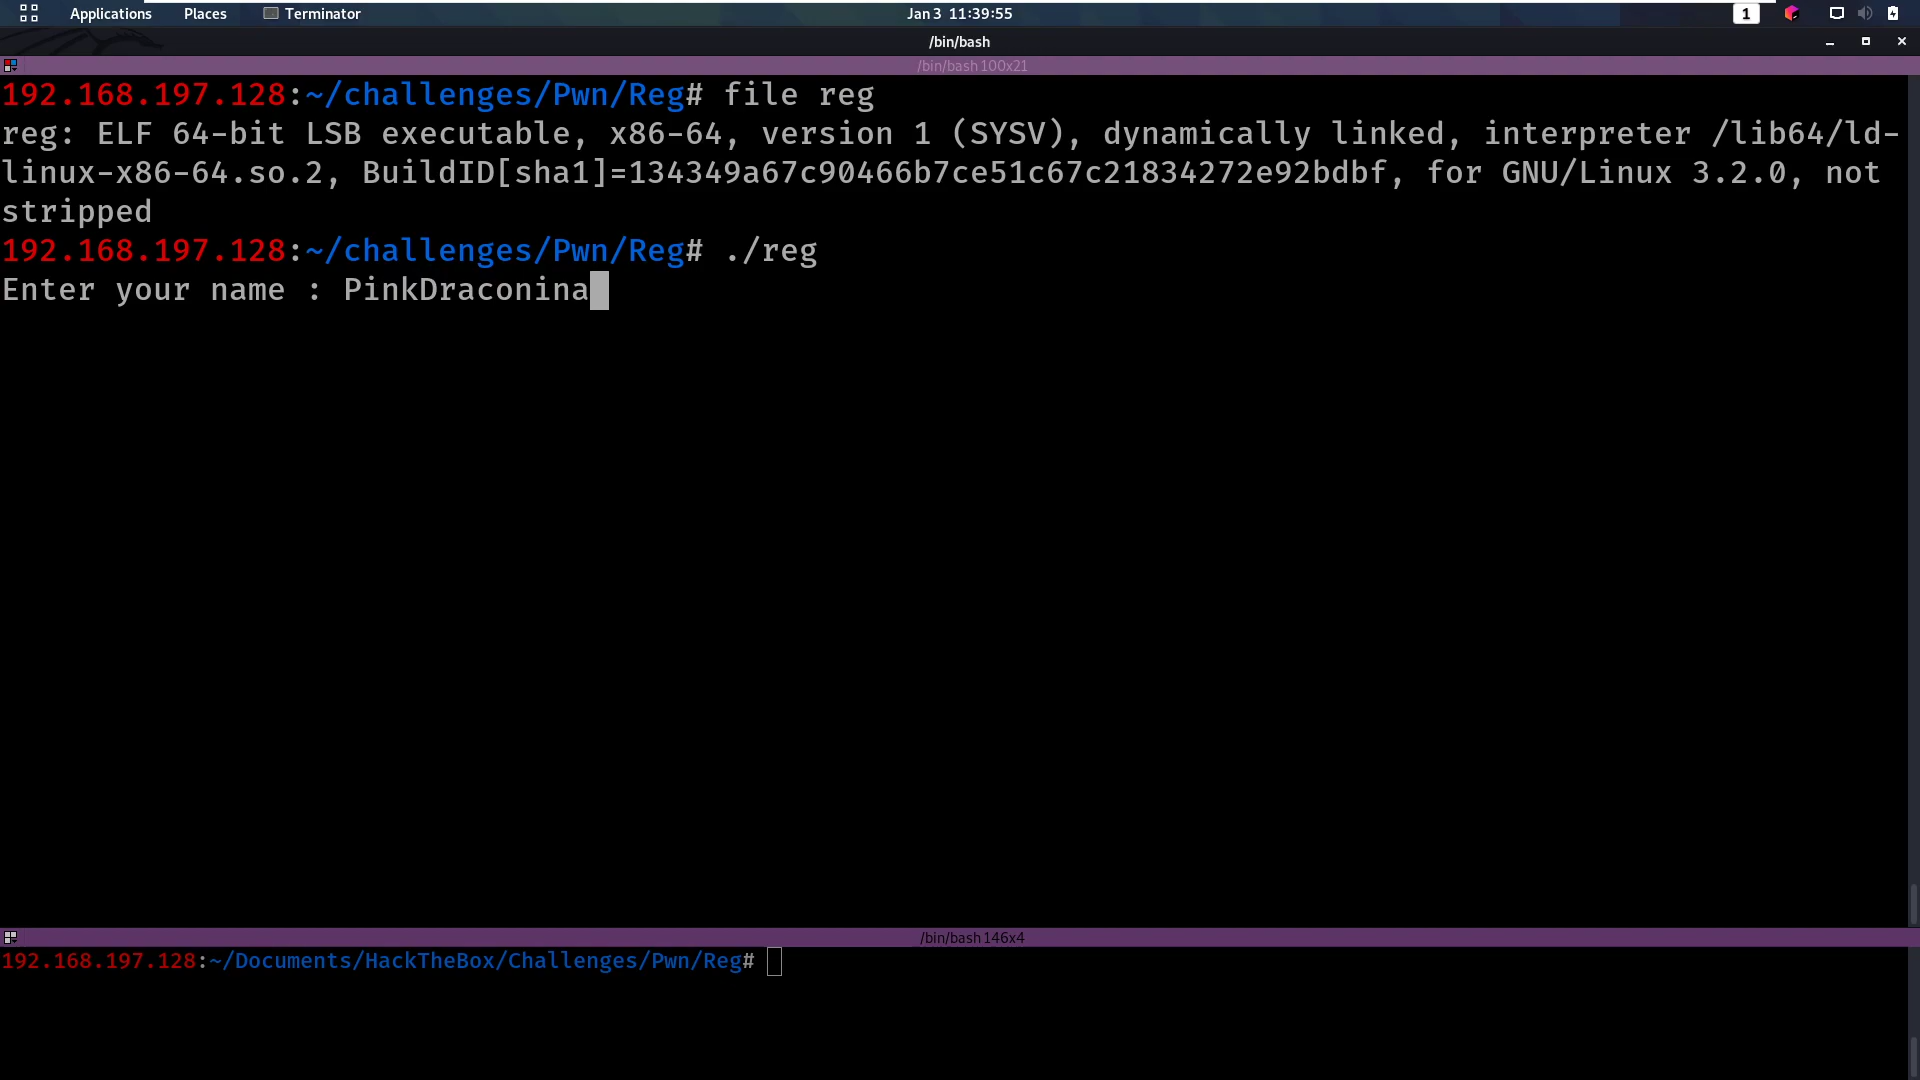 Applications Places Terminator Jan 3 11:39:55 1
/bin/bash
/bin/bash 100x21
192.168.197.128:~/challenges/Pwn/Reg# file reg
reg: ELF 64-bit LSB executable, x86-64, version 1 (SYSV), dynamically linked, interpreter /lib64/ld-
linux-x86-64.so.2, BuildID[sha1]=134349a67c90466b7ce51c67c21834272e92bdbf, for GNU/Linux 3.2.0, not
stripped
192.168.197.128:~/challenges/Pwn/Reg# ./reg
Enter your name : PinkDraconina
/bin/bash 146x4
192.168.197.128:~/Documents/HackTheBox/Challenges/Pwn/Reg#